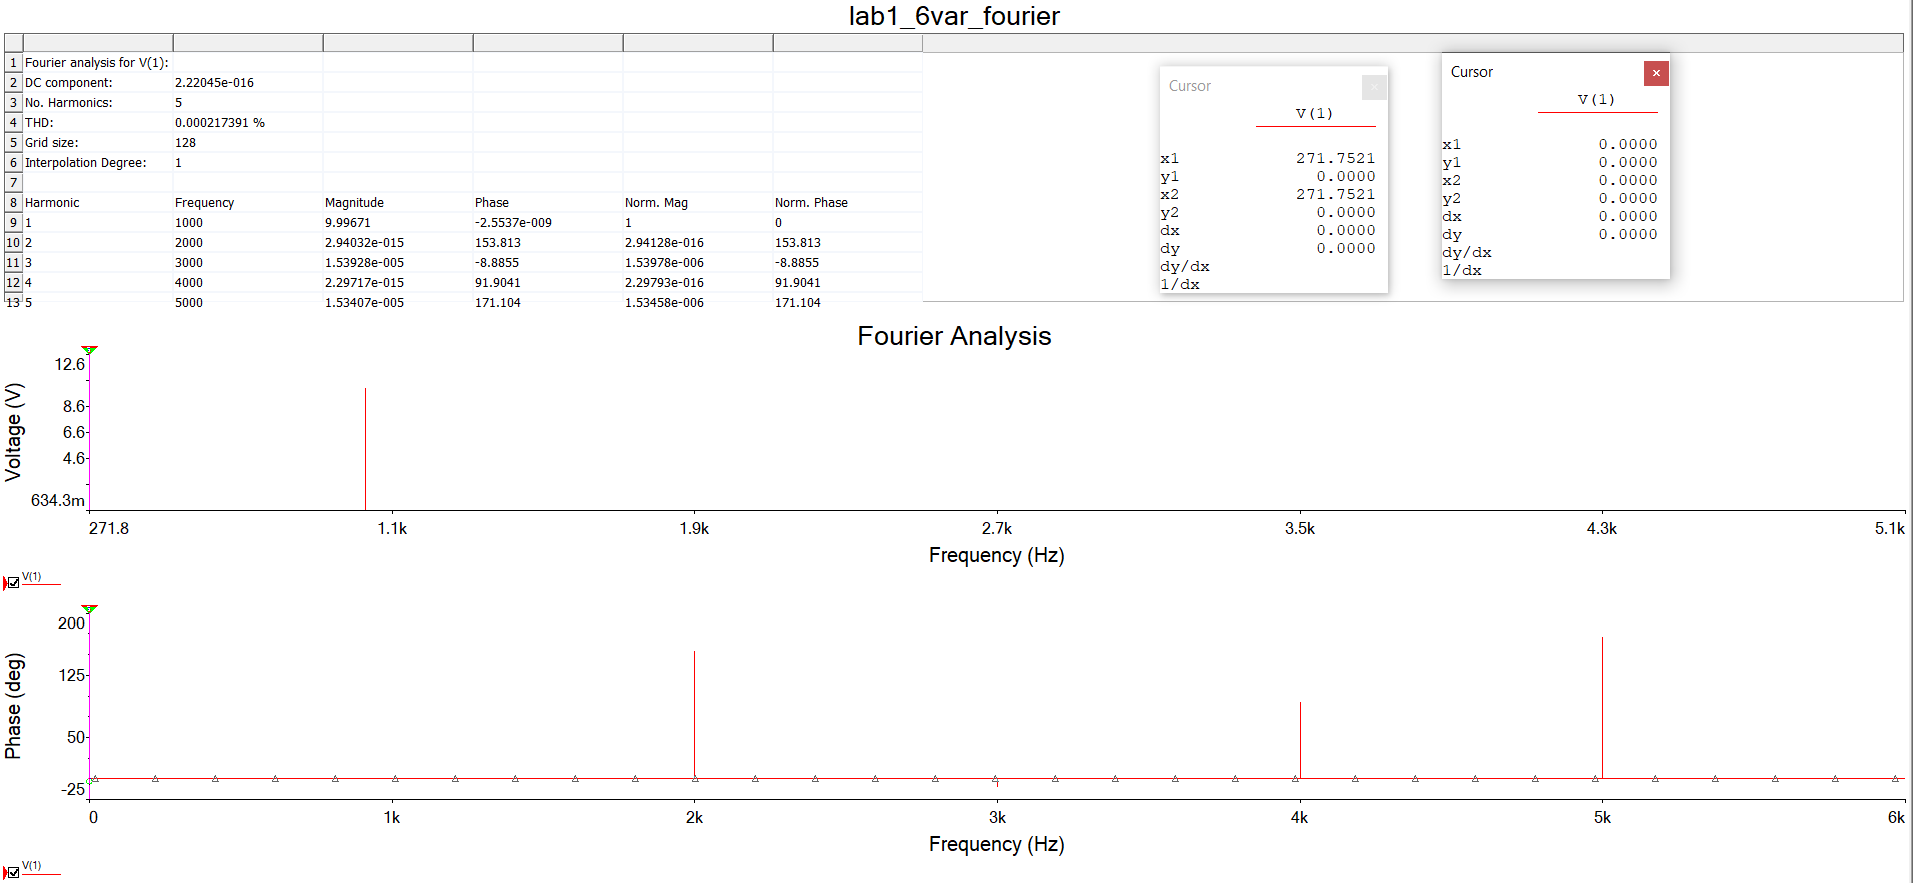 lab1_6var_fourier
1 Fourier analysis for V(1):
2 DC component: 2.22045e-016
3 No. Harmonics: 5
4 THD: 0.000217391 %
5 Grid size: 128
6 Interpolation Degree: 1
7
8 Harmonic Frequency Magnitude Phase Norm. Mag Norm. Phase
9 1 1000 9.99671 -2.5537e-009 1 0
10 2 2000 2.94032e-015 153.813 2.94128e-016 153.813
11 3 3000 1.53928e-005 -8.8855 1.53978e-006 -8.8855
12 4 4000 2.29717e-015 91.9041 2.29793e-016 91.9041
13 5 5000 1.53407e-005 171.104 1.53458e-006 171.104
Cursor
V(1)
x1 271.7521
y1 0.0000
x2 271.7521
y2 0.0000
dx 0.0000
dy 0.0000
dy/dx
1/dx
Cursor
V(1)
x1 0.0000
y1 0.0000
x2 0.0000
y2 0.0000
dx 0.0000
dy 0.0000
dy/dx
1/dx
Fourier Analysis
Voltage (V)
12.6
8.6
6.6
4.6
634.3m
271.8 1.1k 1.9k 2.7k 3.5k 4.3k 5.1k
Frequency (Hz)
V(1)
Phase (deg)
200
125
50
-25
0 1k 2k 3k 4k 5k 6k
Frequency (Hz)
V(1)